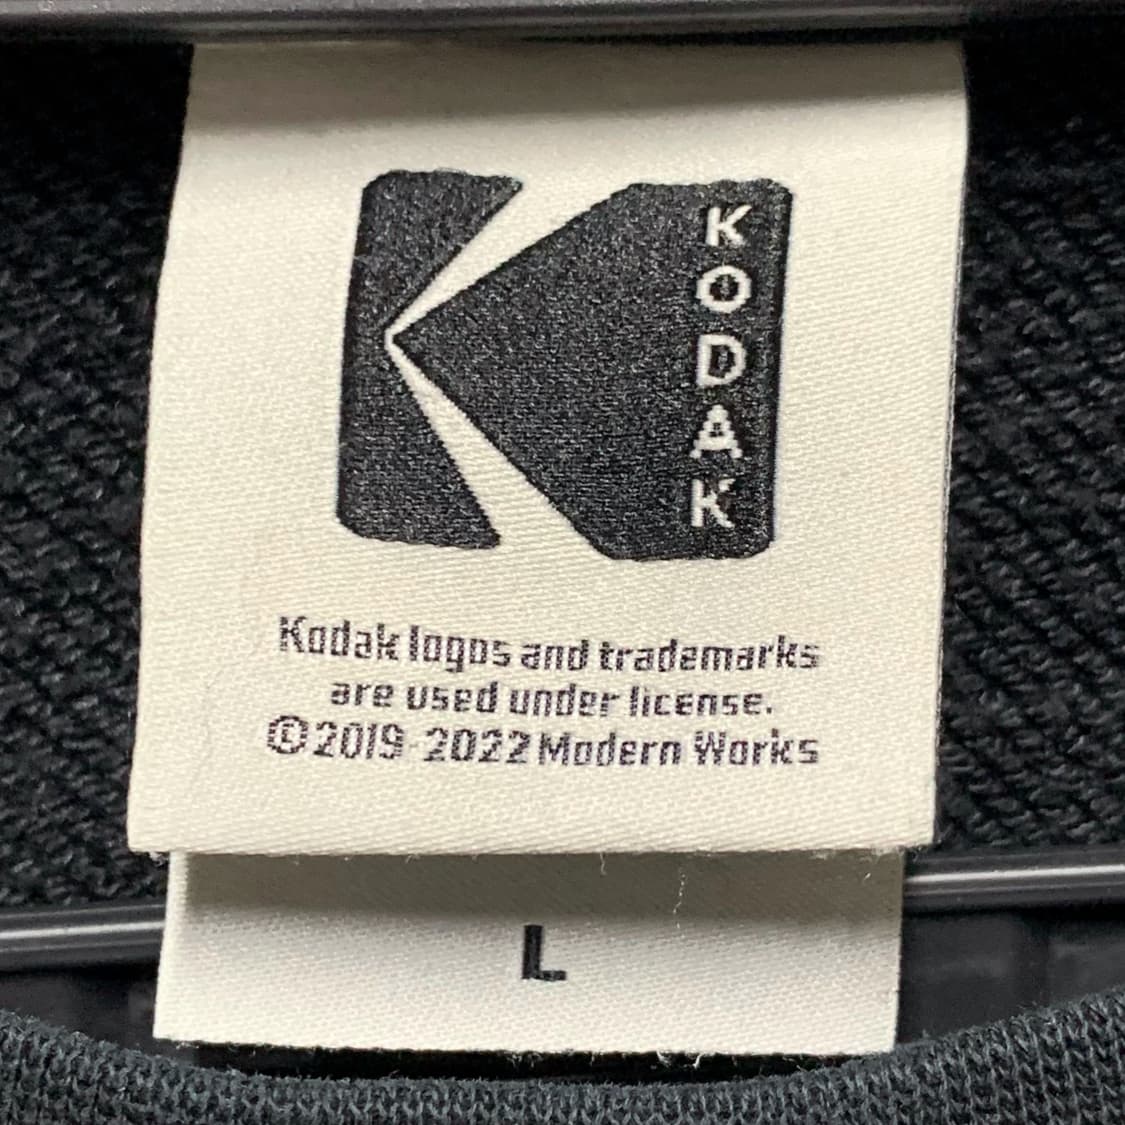 KODAK
Kodak logos and trademarks
are used under license.
©2019-2022 Modern Works
L